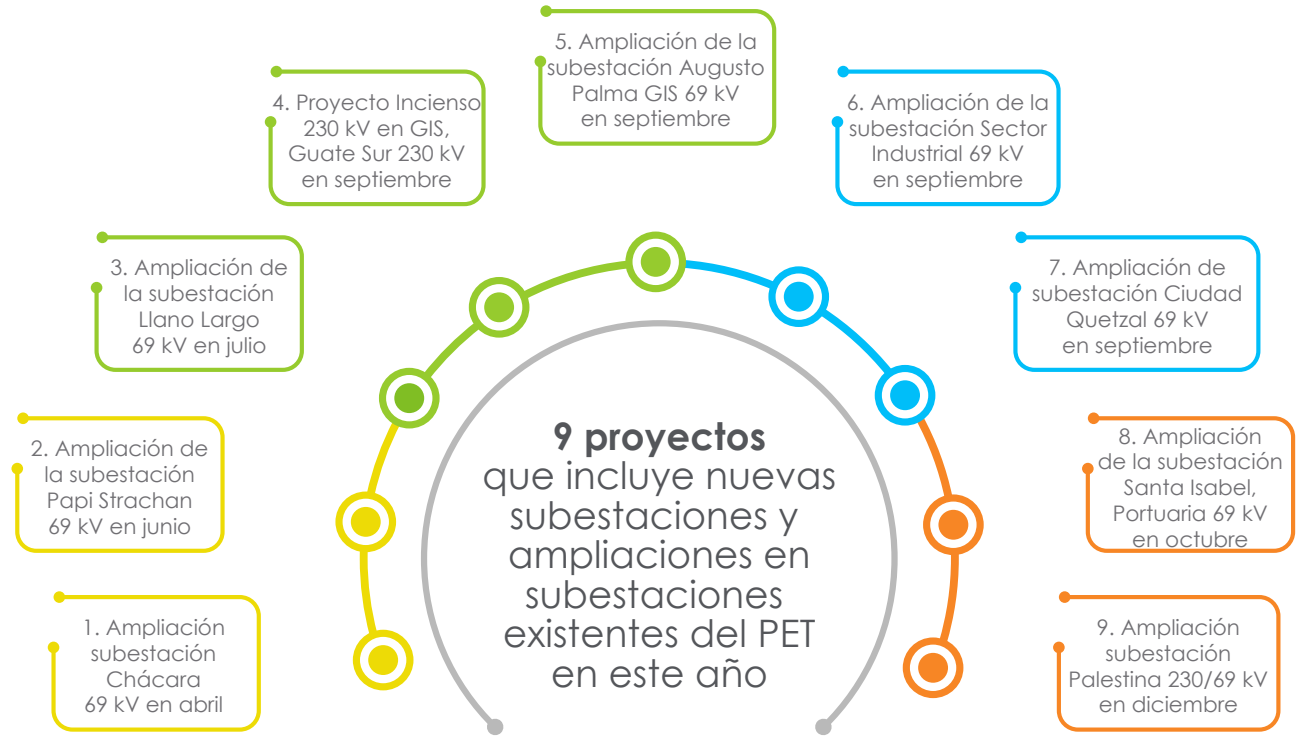 1. Ampliación
subestación
Chácara
69 kV en abril
2. Ampliación de
la subestación
Papi Strachan
69 kV en junio
3. Ampliación de
la subestación
Llano Largo
69 kV en julio
4. Proyecto Incienso
230 kV en GIS,
Guate Sur 230 kV
en septiembre
5. Ampliación de la
subestación Augusto
Palma GIS 69 kV
en septiembre
6. Ampliación de la
subestación Sector
Industrial 69 kV
en septiembre
7. Ampliación de
subestación Ciudad
Quetzal 69 kV
en septiembre
8. Ampliación
de la subestación
Santa Isabel,
Portuaria 69 kV
en octubre
9. Ampliación
subestación
Palestina 230/69 kV
en diciembre
9 proyectos
que incluye nuevas
subestaciones y
ampliaciones en
subestaciones
existentes del PET
en este año